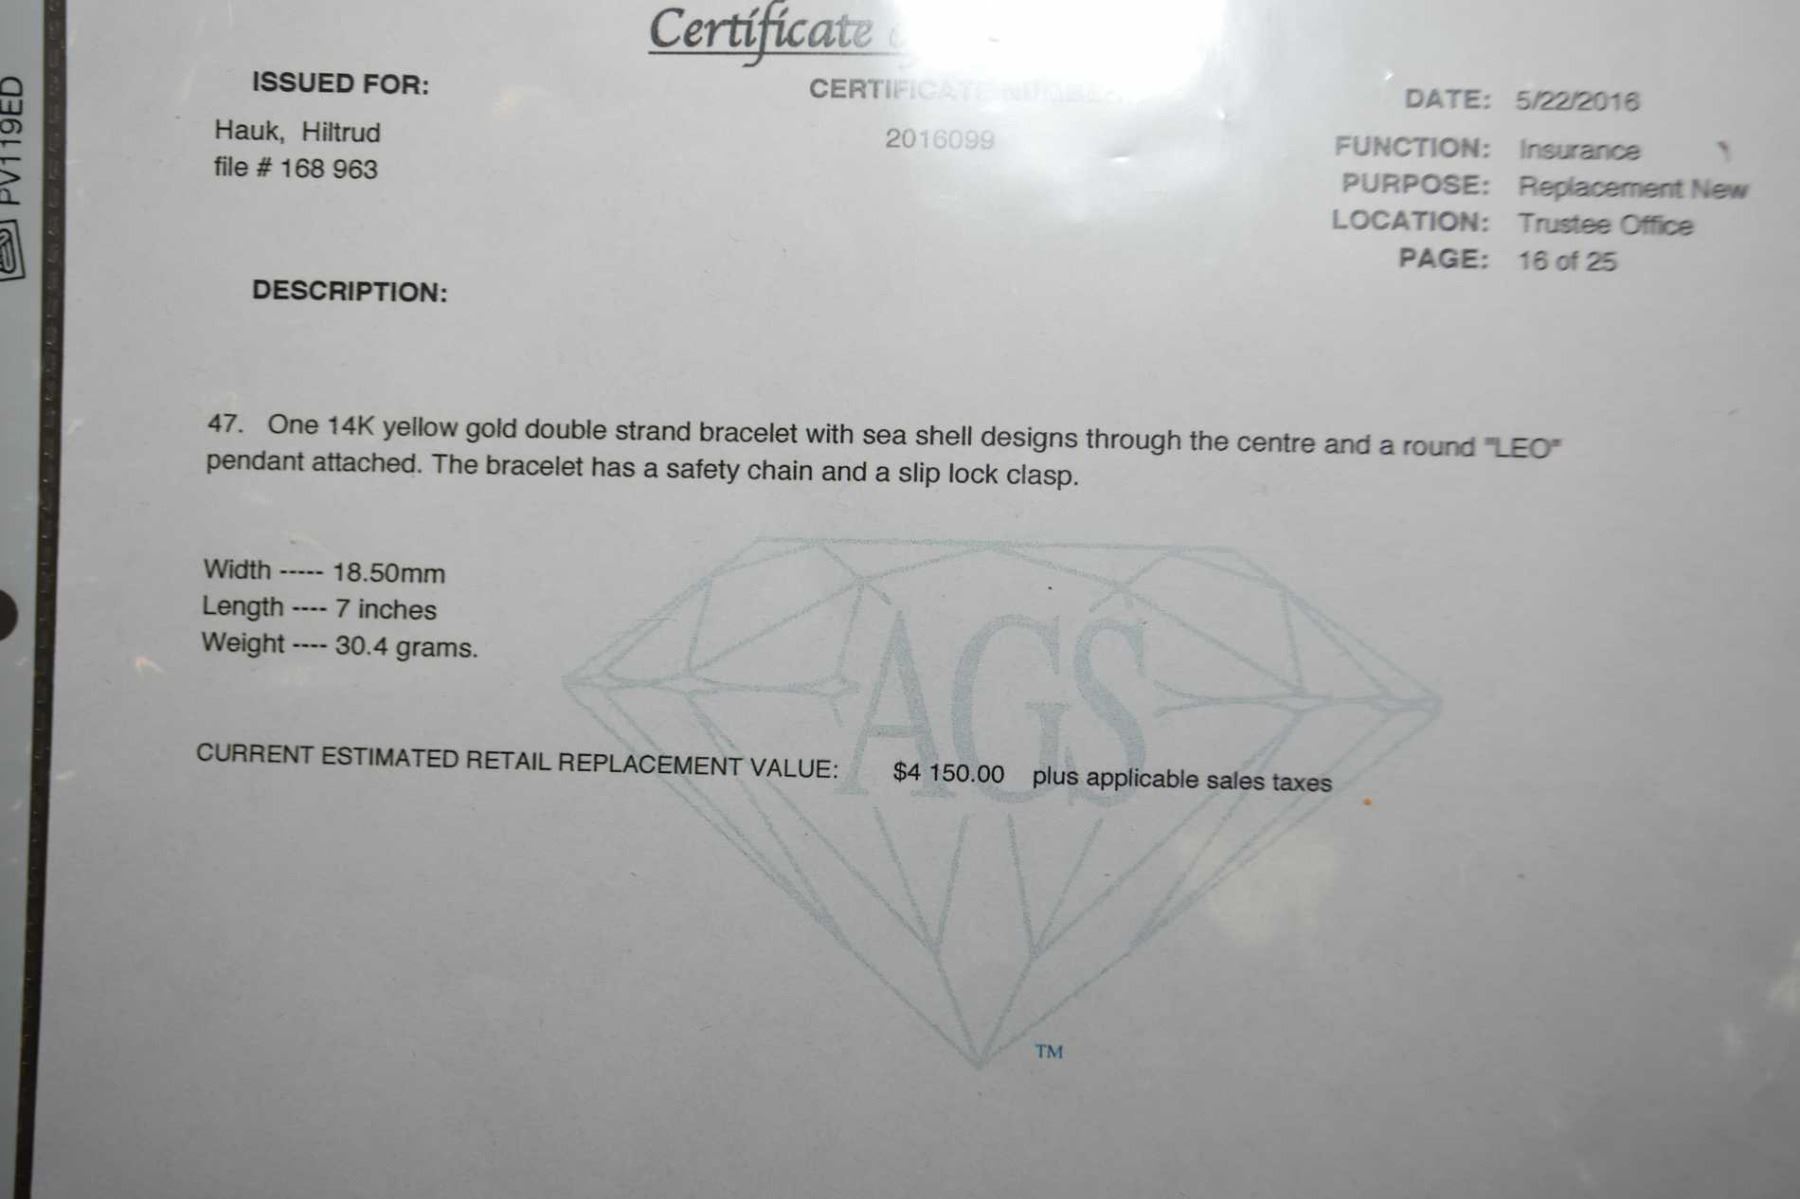 Certificate
ISSUED FOR:
Hauk, Hiltrud
file # 168 963
CERTIFICATE NUMBER:
2016099
DATE: 5/22/2016
FUNCTION: Insurance
PURPOSE: Replacement New
LOCATION: Trustee Office
PAGE: 16 of 25
DESCRIPTION:
47. One 14K yellow gold double strand bracelet with sea shell designs through the centre and a round "LEO"
pendant attached. The bracelet has a safety chain and a slip lock clasp.
Width ----- 18.50mm
Length ---- 7 inches
Weight ---- 30.4 grams.
AGS
CURRENT ESTIMATED RETAIL REPLACEMENT VALUE: $4 150.00 plus applicable sales taxes
TM
PV119ED